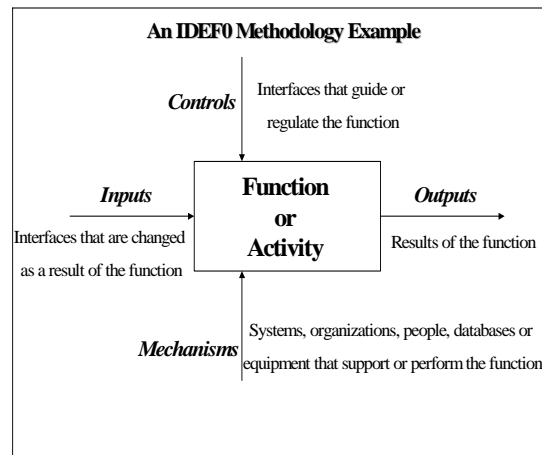 An IDEF0 Methodology Example
Controls
Interfaces that guide or
regulate the function
Inputs
Interfaces that are changed
as a result of the function
Function
or
Activity
Outputs
Results of the function
Mechanisms
Systems, organizations, people, databases or
equipment that support or perform the function